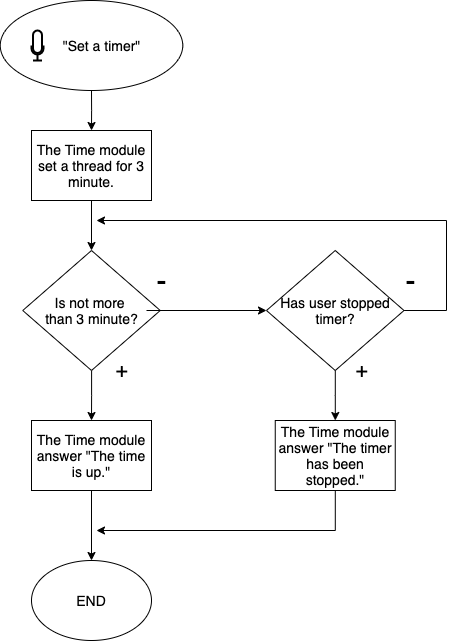 "Set a timer"
The Time module
set a thread for 3
minute.
-
-
Is not more
than 3 minute?
Has user stopped
timer?
+
+
The Time module
answer "The time
is up."
The Time module
answer "The timer
has been
stopped."
END